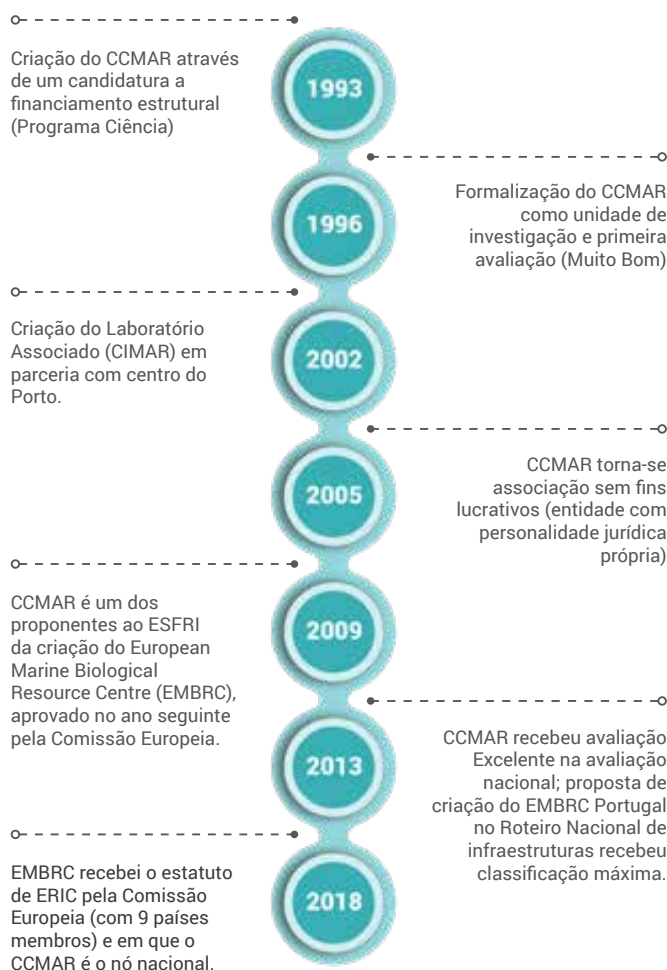 1993
Criação do CCMAR através
de um candidatura a
financiamento estrutural
(Programa Ciência)
1996
Formalização do CCMAR
como unidade de
investigação e primeira
avaliação (Muito Bom)
2002
Criação do Laboratório
Associado (CIMAR) em
parceria com centro do
Porto.
2005
CCMAR torna-se
associação sem fins
lucrativos (entidade com
personalidade jurídica
própria)
2009
CCMAR é um dos
proponentes ao ESFRI
da criação do European
Marine Biological
Resource Centre (EMBRC),
aprovado no ano seguinte
pela Comissão Europeia.
2013
CCMAR recebeu avaliação
Excelente na avaliação
nacional; proposta de
criação do EMBRC Portugal
no Roteiro Nacional de
infraestruturas recebeu
classificação máxima.
2018
EMBRC recebei o estatuto
de ERIC pela Comissão
Europeia (com 9 países
membros) e em que o
CCMAR é o nó nacional.